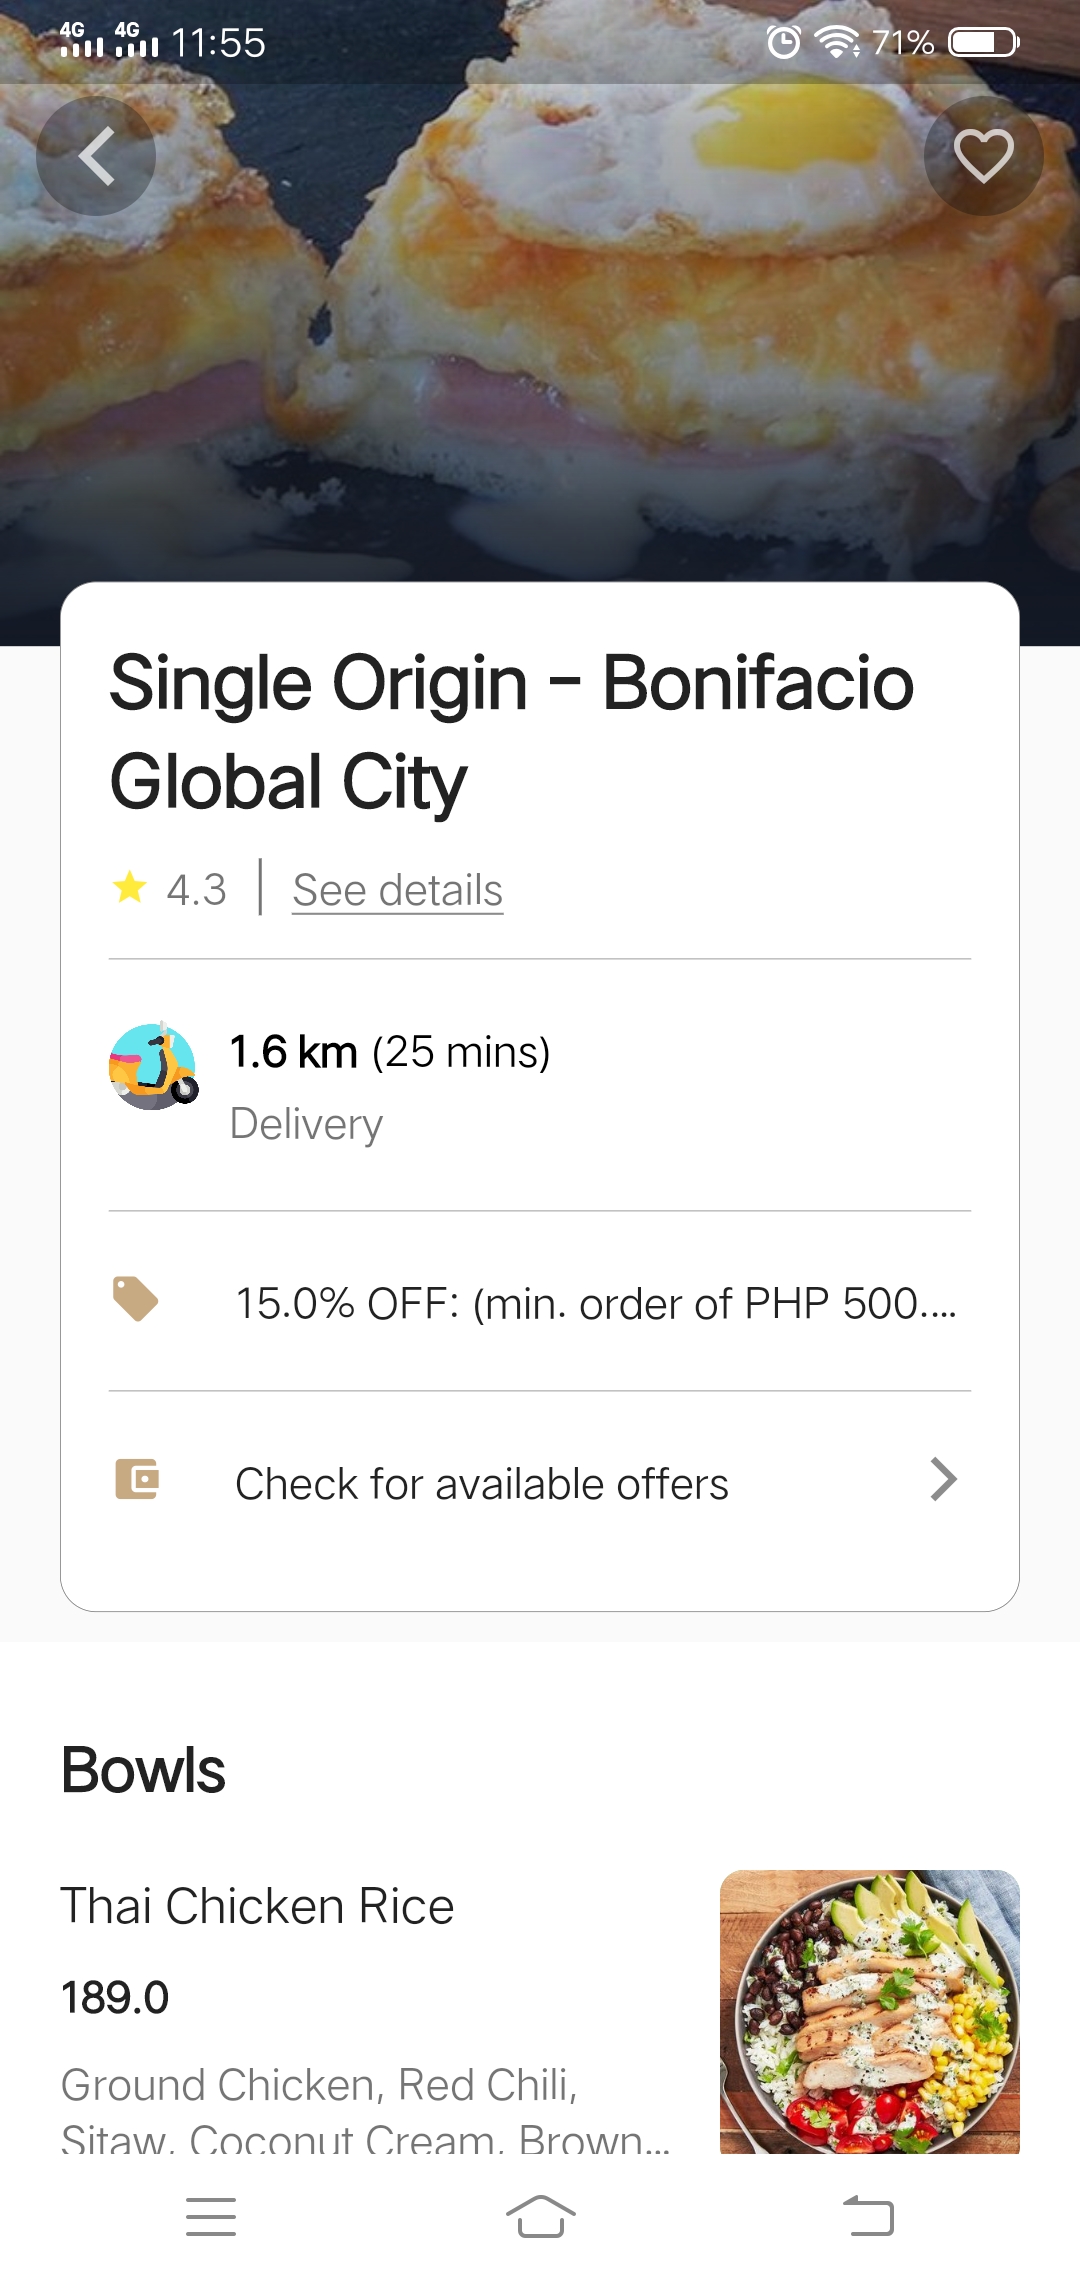 4G 4G 11:55 71%
Single Origin - Bonifacio
Global City
4.3 | See details
1.6 km (25 mins)
Delivery
15.0% OFF: (min. order of PHP 500....
Check for available offers
Bowls
Thai Chicken Rice
189.0
Ground Chicken, Red Chili,
Sitaw, Coconut Cream, Brown...